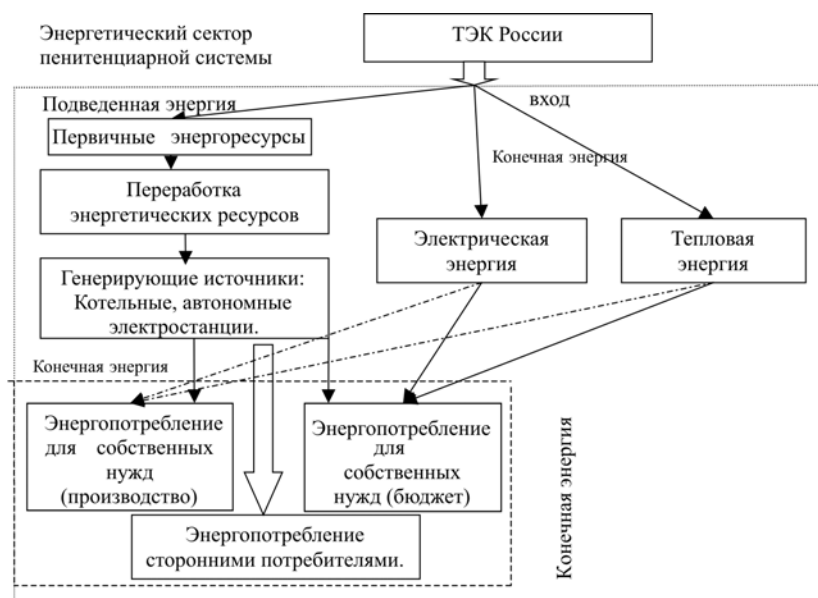 Энергетический сектор
пенитенциарной системы
ТЭК России
вход
Подведенная энергия
Первичные энергоресурсы
Конечная энергия
Переработка
энергетических ресурсов
Электрическая
энергия
Тепловая
энергия
Генерирующие источники:
Котельные, автономные
электростанции.
Конечная энергия
Энергопотребление
для собственных
нужд
(производство)
Энергопотребление
для
собственных
нужд (бюджет)
Энергопотребление
сторонними потребителями.
Конечная энергия